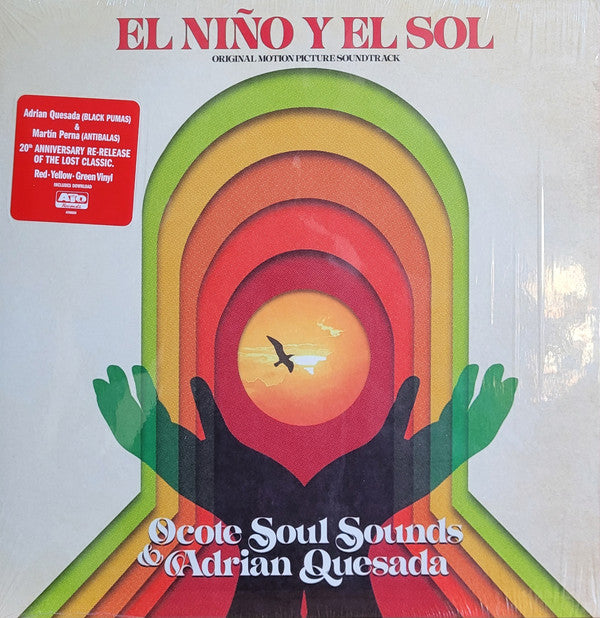 EL NIÑO Y EL SOL
ORIGINAL MOTION PICTURE SOUNDTRACK
Adrian Quesada (BLACK PUMAS)
&
Martín Perna (ANTIBALAS)
20th ANNIVERSARY RE-RELEASE
OF THE LOST CLASSIC.
Red-Yellow-Green Vinyl
INCLUDES DOWNLOAD
ATO
Records
Ocote Soul Sounds
& Adrian Quesada